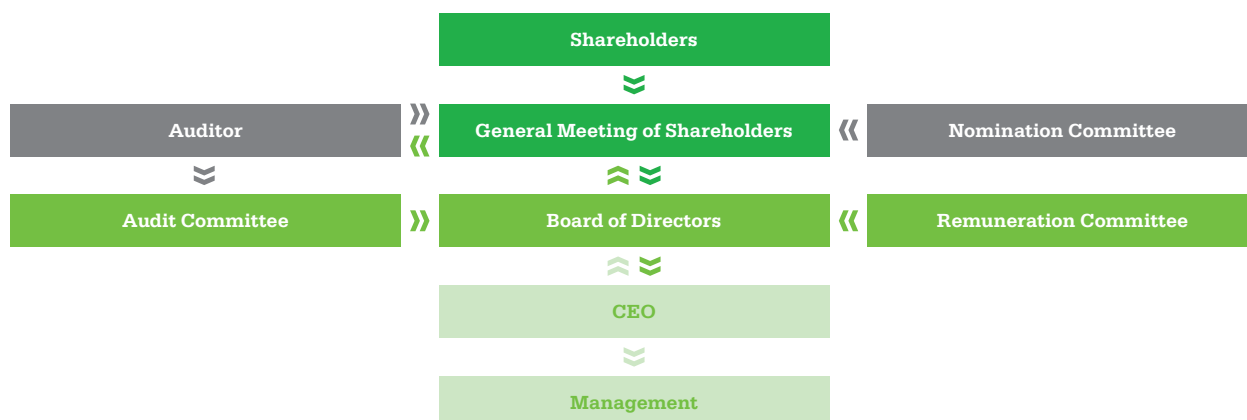 Shareholders
Auditor
General Meeting of Shareholders
Nomination Committee
Audit Committee
Board of Directors
Remuneration Committee
CEO
Management